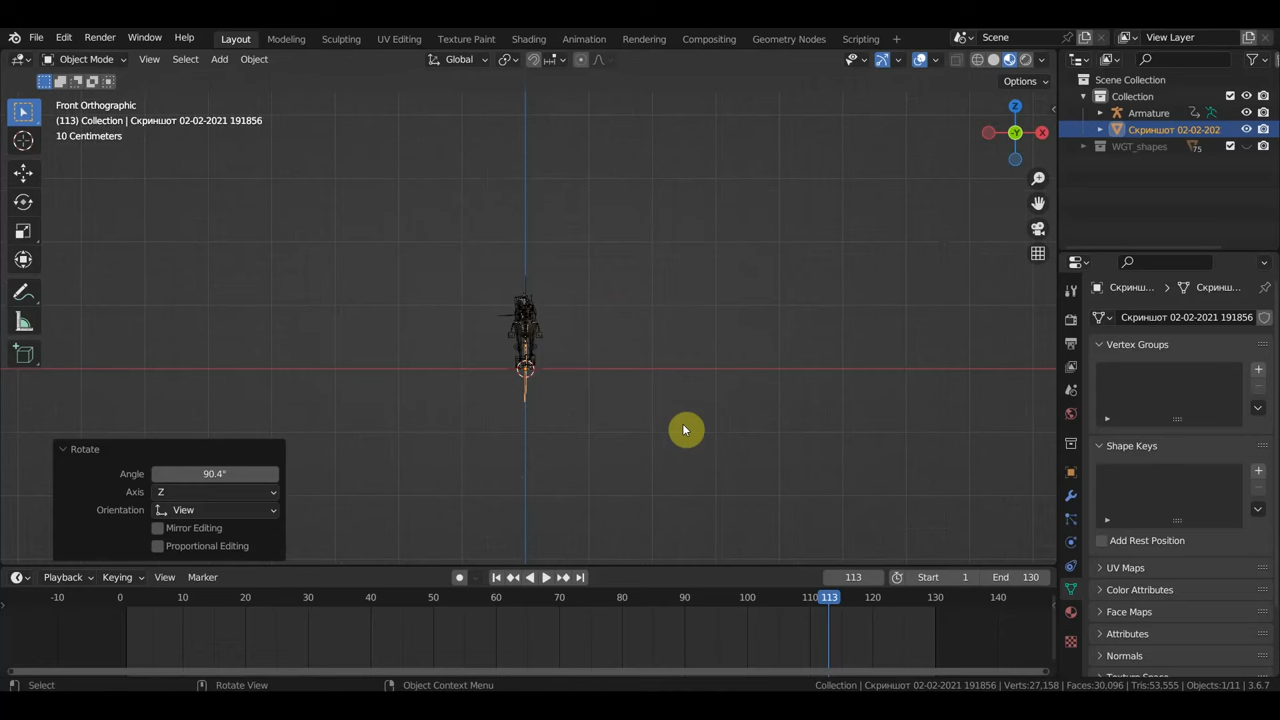 File Edit Render Window Help Layout Modeling Sculpting UV Editing Texture Paint Shading Animation Rendering Compositing Geometry Nodes Scripting + Scene View Layer
Object Mode View Select Add Object Global
Options
Front Orthographic
(113) Collection | Скриншот 02-02-2021 191856
10 Centimeters
Z
-Y
X
Scene Collection
Collection
Armature
Скриншот 02-02-202
WGT_shapes 75
Скриншо... Скриншо...
Скриншот 02-02-2021 191856
Vertex Groups
Shape Keys
Add Rest Position
UV Maps
Color Attributes
Face Maps
Attributes
Normals
Rotate
Angle 90.4°
Axis Z
Orientation View
Mirror Editing
Proportional Editing
Playback Keying View Marker 113 Start 1 End 130
-10 0 10 20 30 40 50 60 70 80 90 100 110 113 120 130 140
Select Rotate View Object Context Menu Collection | Скриншот 02-02-2021 191856 | Verts:27,158 | Faces:30,096 | Tris:53,555 | Objects:1/11 | 3.6.7